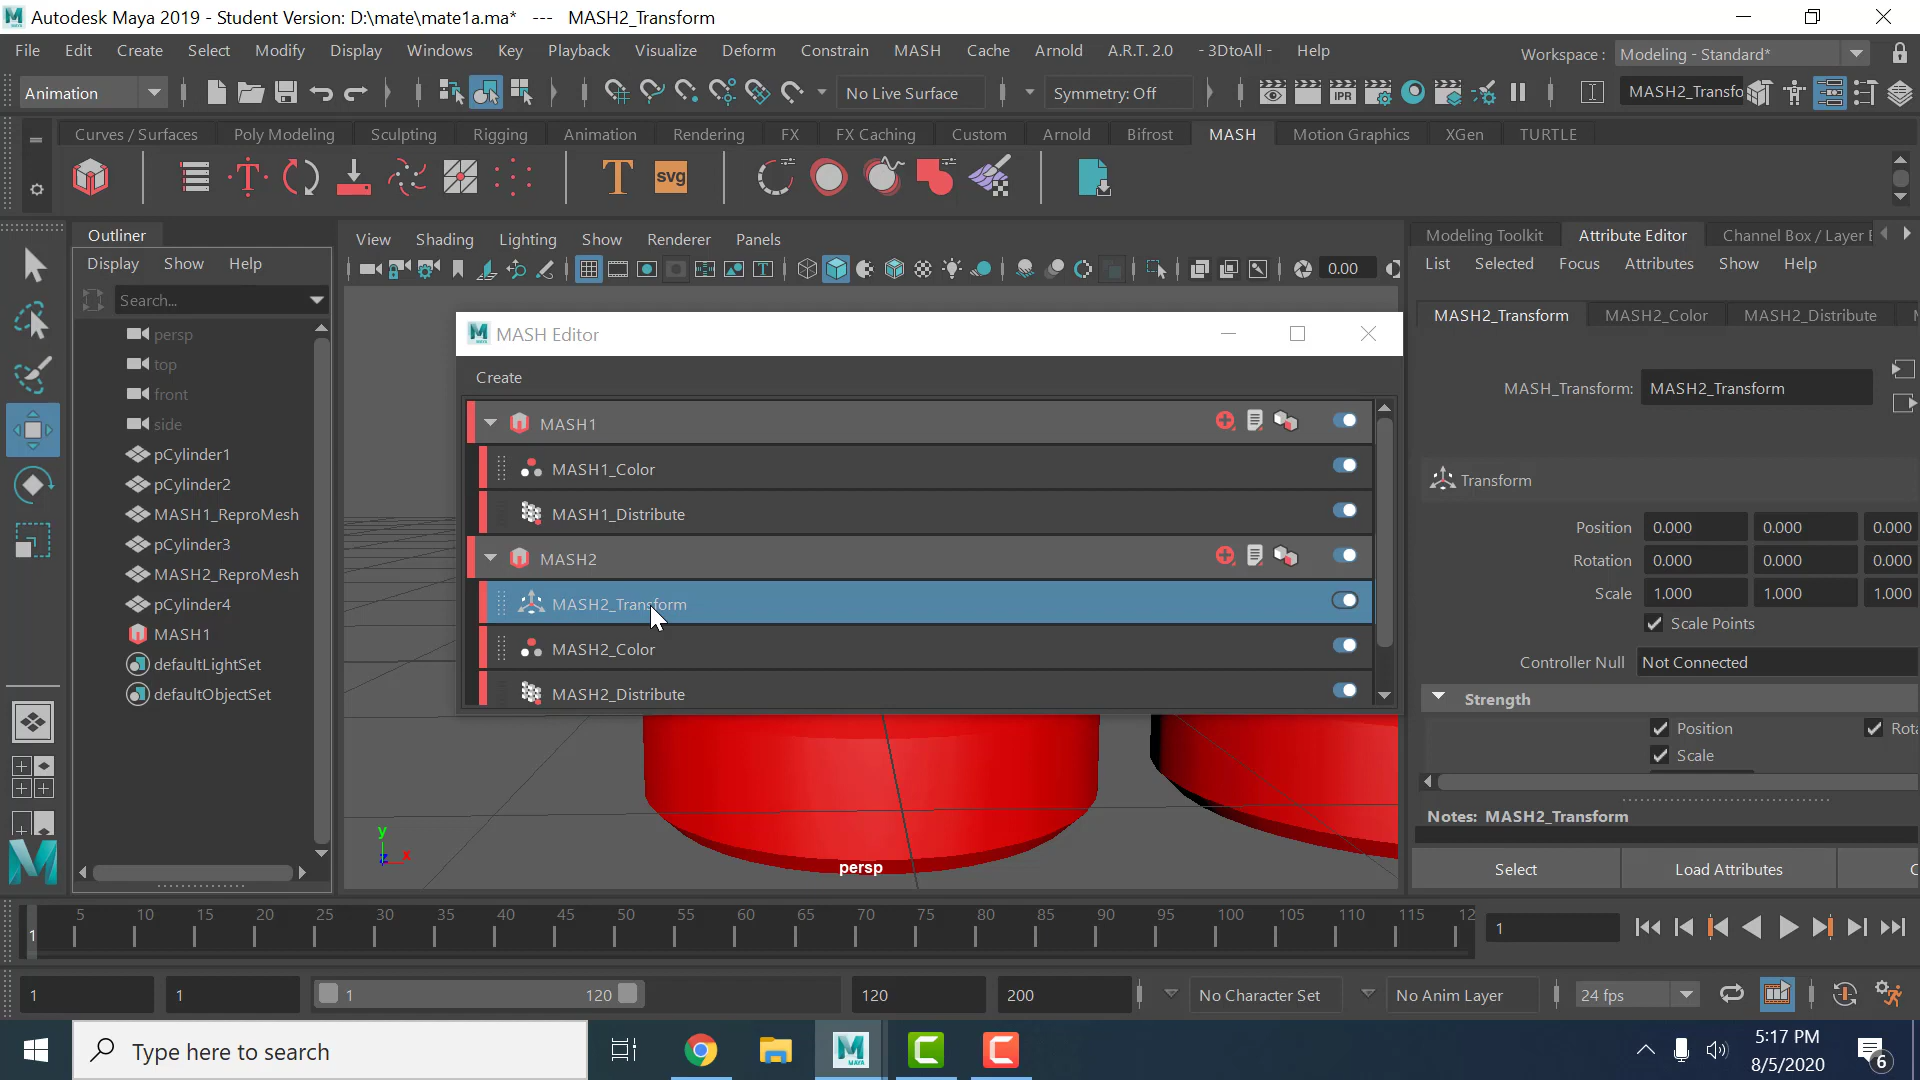 Autodesk Maya 2019 - Student Version: D:\mate\mate1a.ma*   ---   MASH2_Transform
File Edit Create Select Modify Display Windows Key Playback Visualize Deform Constrain MASH Cache Arnold A.R.T. 2.0 - 3DtoAll - Help
Workspace : Modeling - Standard*
Animation No Live Surface Symmetry: Off IPR MASH2_Transfo
Curves / Surfaces Poly Modeling Sculpting Rigging Animation Rendering FX FX Caching Custom Arnold Bifrost MASH Motion Graphics XGen TURTLE
T T svg
Outliner
Display Show Help
Search...
persp
top
front
side
pCylinder1
pCylinder2
MASH1_ReproMesh
pCylinder3
MASH2_ReproMesh
pCylinder4
MASH1
defaultLightSet
defaultObjectSet
View Shading Lighting Show Renderer Panels
0.00
MASH Editor
Create
MASH1
MASH1_Color
MASH1_Distribute
MASH2
MASH2_Transform
MASH2_Color
MASH2_Distribute
y
z x
persp
Modeling Toolkit Attribute Editor Channel Box / Layer E
List Selected Focus Attributes Show Help
MASH2_Transform MASH2_Color MASH2_Distribute
MASH_Transform: MASH2_Transform
Transform
Position 0.000 0.000 0.000
Rotation 0.000 0.000 0.000
Scale 1.000 1.000 1.000
Scale Points
Controller Null Not Connected
Strength
Position Rota
Scale
Notes: MASH2_Transform
Select Load Attributes C
5 10 15 20 25 30 35 40 45 50 55 60 65 70 75 80 85 90 95 100 105 110 115 12
1 1
1 1 1 120 120 200 No Character Set No Anim Layer 24 fps
Type here to search
MAYA
5:17 PM
8/5/2020
6